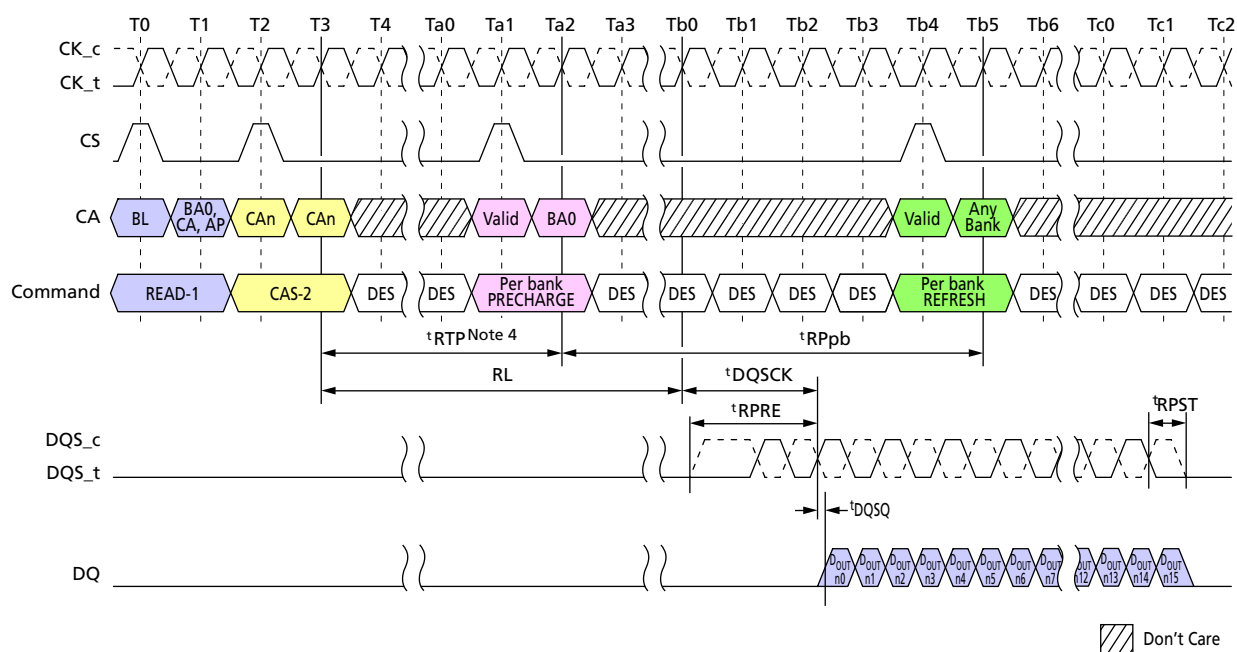 T0 T1 T2 T3 T4 Ta0 Ta1 Ta2 Ta3 Tb0 Tb1 Tb2 Tb3 Tb4 Tb5 Tb6 Tc0 Tc1 Tc2
CK_c
CK_t
CS
CA BL BA0, CA, AP CAn CAn Valid BA0 Valid Any Bank
Command READ-1 CAS-2 DES DES Per bank PRECHARGE DES DES DES DES DES Per bank REFRESH DES DES DES DES
tRTP Note 4 tRPpb
RL tDQSCK
tRPRE tRPST
DQS_c
DQS_t
tDQSQ
DQ DOUT n0 DOUT n1 DOUT n2 DOUT n3 DOUT n4 DOUT n5 DOUT n6 DOUT n7 DOUT n12 DOUT n13 DOUT n14 DOUT n15
Don't Care